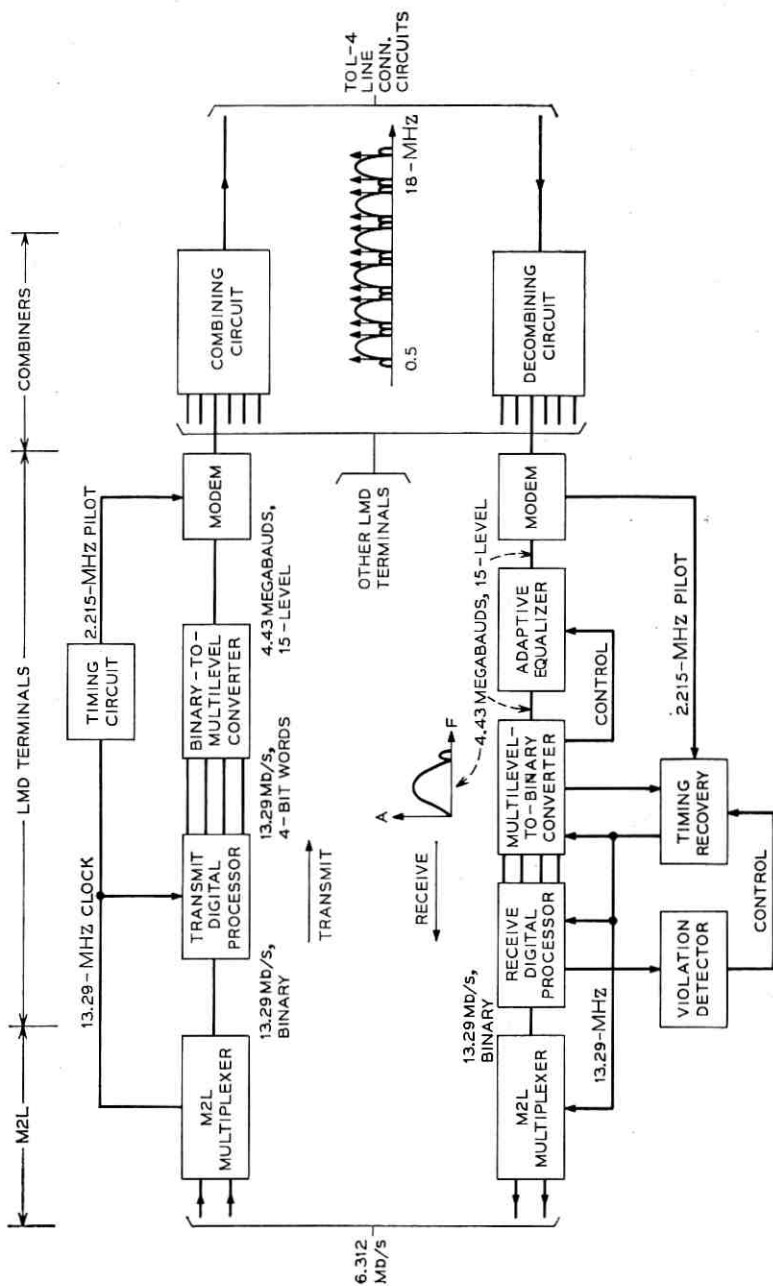 M2L
LMD TERMINALS
COMBINERS
13.29-MHZ CLOCK
TIMING
CIRCUIT
2.215-MHZ PILOT
M2L
MULTIPLEXER
TRANSMIT
DIGITAL
PROCESSOR
BINARY-TO-
MULTILEVEL
CONVERTER
MODEM
COMBINING
CIRCUIT
13.29 Mb/s,
BINARY
13.29 Mb/s,
4-BIT WORDS
4.43 MEGABAUDS,
15-LEVEL
TO L-4
LINE
CONN.
CIRCUITS
TRANSMIT
OTHER LMD
TERMINALS
0.5
18-MHZ
6.312
Mb/s
RECEIVE
A
F
4.43 MEGABAUDS, 15-LEVEL
13.29 Mb/s,
BINARY
M2L
MULTIPLEXER
RECEIVE
DIGITAL
PROCESSOR
MULTILEVEL-
TO-BINARY
CONVERTER
ADAPTIVE
EQUALIZER
MODEM
DECOMBINING
CIRCUIT
CONTROL
13.29-MHZ
2.215-MHZ PILOT
VIOLATION
DETECTOR
TIMING
RECOVERY
CONTROL